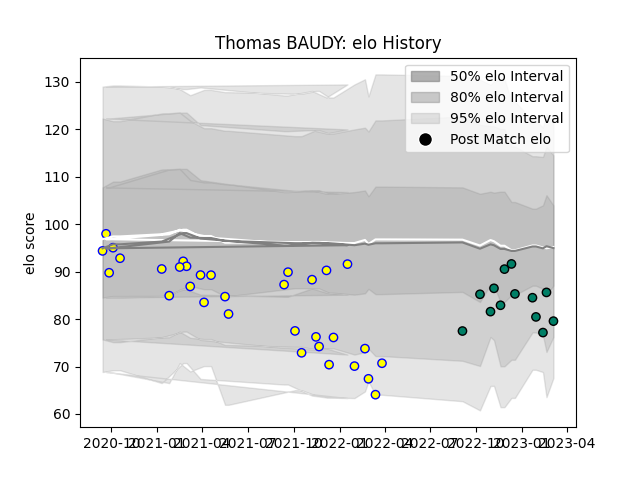 Thomas BAUDY: elo History
50% elo Interval
80% elo Interval
95% elo Interval
Post Match elo
elo score
130
120
110
100
90
80
70
60
2020-10 2021-01 2021-04 2021-07 2021-10 2022-01 2022-04 2022-07 2022-10 2023-01 2023-04